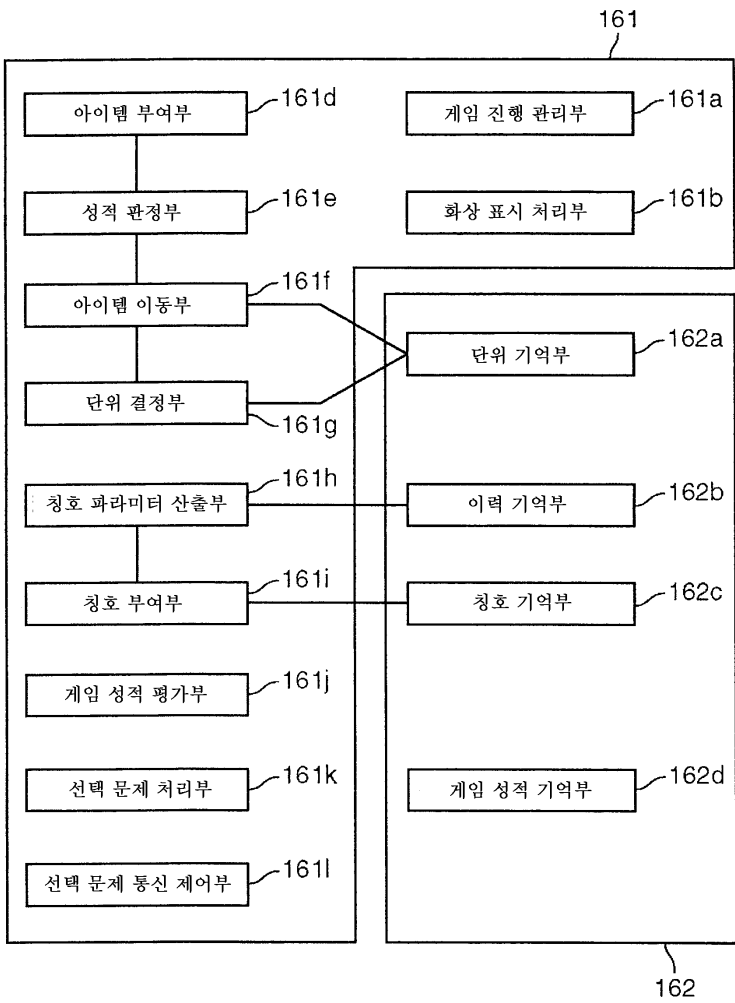 161
아이템 부여부
161d
게임 진행 관리부
161a
성적 판정부
161e
화상 표시 처리부
161b
아이템 이동부
161f
단위 기억부
162a
단위 결정부
161g
칭호 파라미터 산출부
161h
이력 기억부
162b
칭호 부여부
161i
칭호 기억부
162c
게임 성적 평가부
161j
선택 문제 처리부
161k
게임 성적 기억부
162d
선택 문제 통신 제어부
161l
162